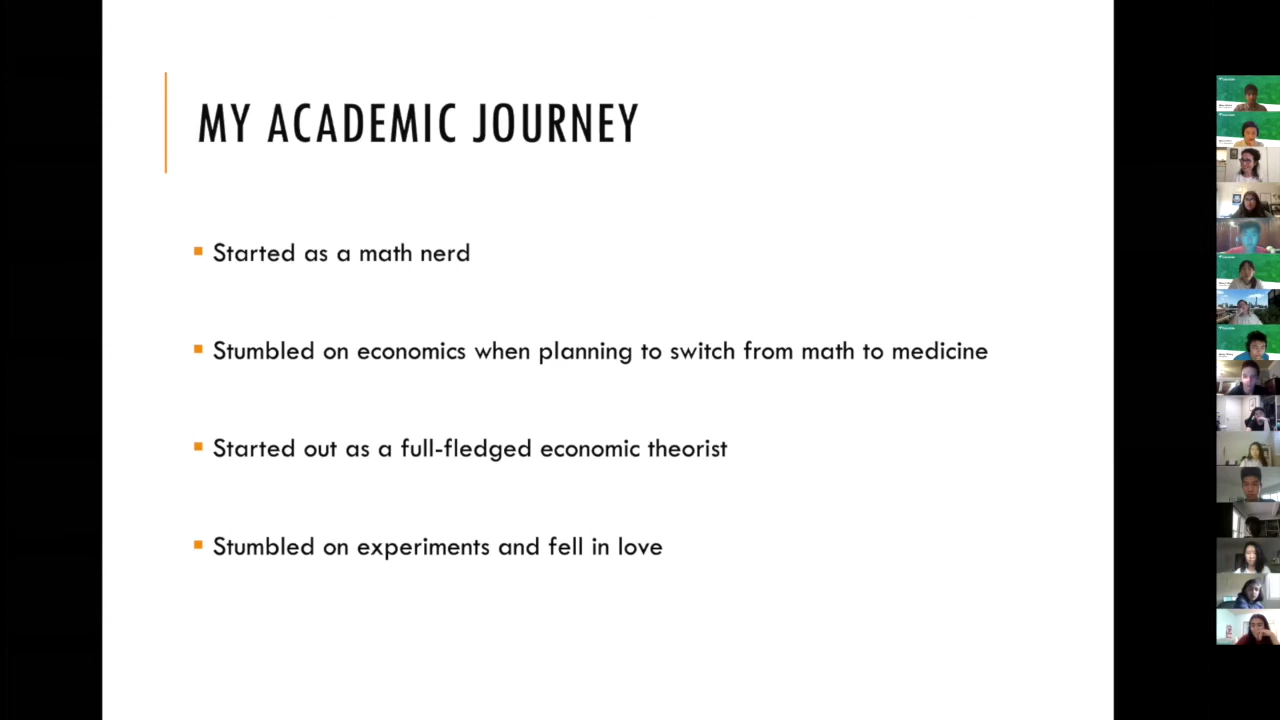 MY ACADEMIC JOURNEY
Started as a math nerd
Stumbled on economics when planning to switch from math to medicine
Started out as a full-fledged economic theorist
Stumbled on experiments and fell in love